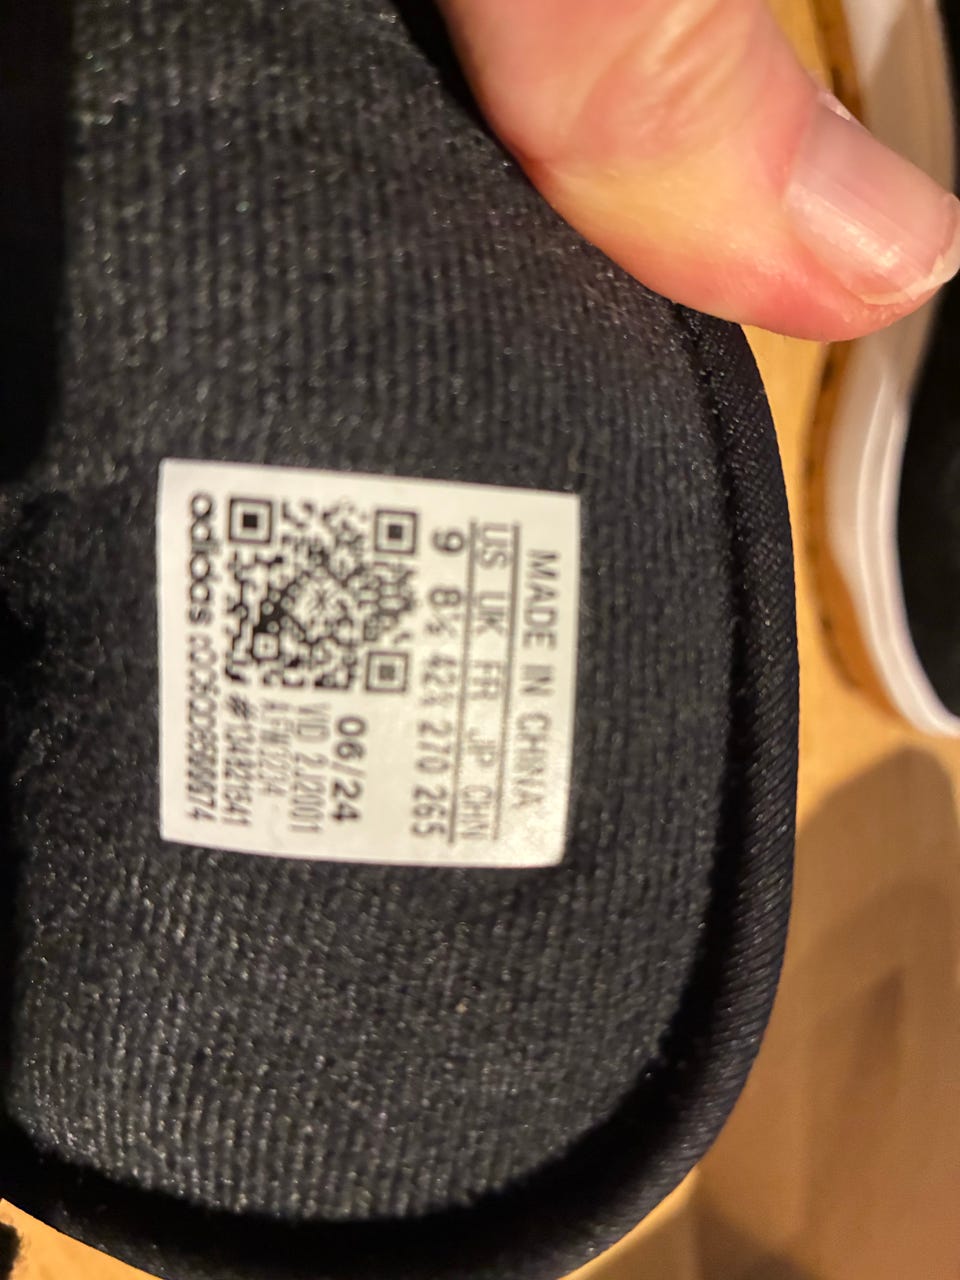 MADE IN CHINA
US UK FR JP CHN
9 8½ 42⅔ 270 265
06/24
VID 2J2001
#131321341
adidas